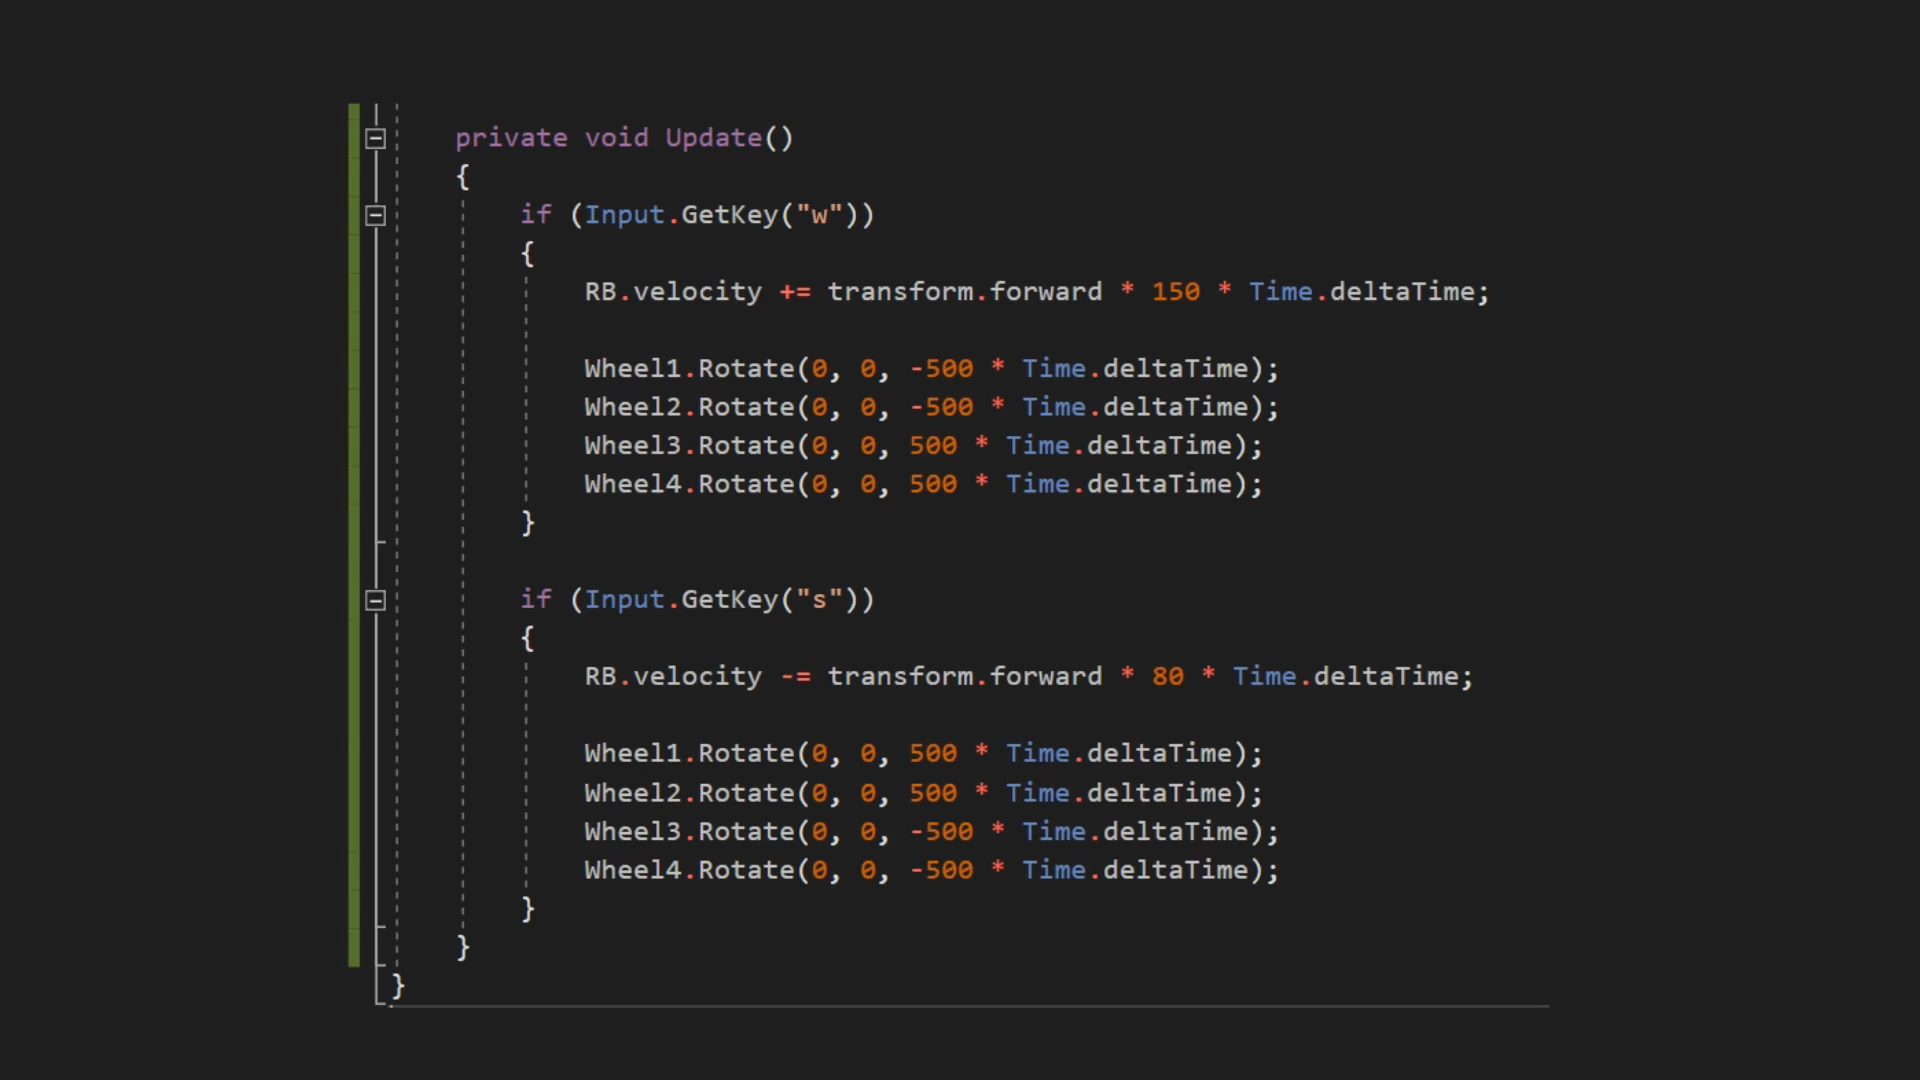 private void Update()
{
if (Input.GetKey("w"))
{
RB.velocity += transform.forward * 150 * Time.deltaTime;
Wheel1.Rotate(0, 0, -500 * Time.deltaTime);
Wheel2.Rotate(0, 0, -500 * Time.deltaTime);
Wheel3.Rotate(0, 0, 500 * Time.deltaTime);
Wheel4.Rotate(0, 0, 500 * Time.deltaTime);
}
if (Input.GetKey("s"))
{
RB.velocity -= transform.forward * 80 * Time.deltaTime;
Wheel1.Rotate(0, 0, 500 * Time.deltaTime);
Wheel2.Rotate(0, 0, 500 * Time.deltaTime);
Wheel3.Rotate(0, 0, -500 * Time.deltaTime);
Wheel4.Rotate(0, 0, -500 * Time.deltaTime);
}
}
}